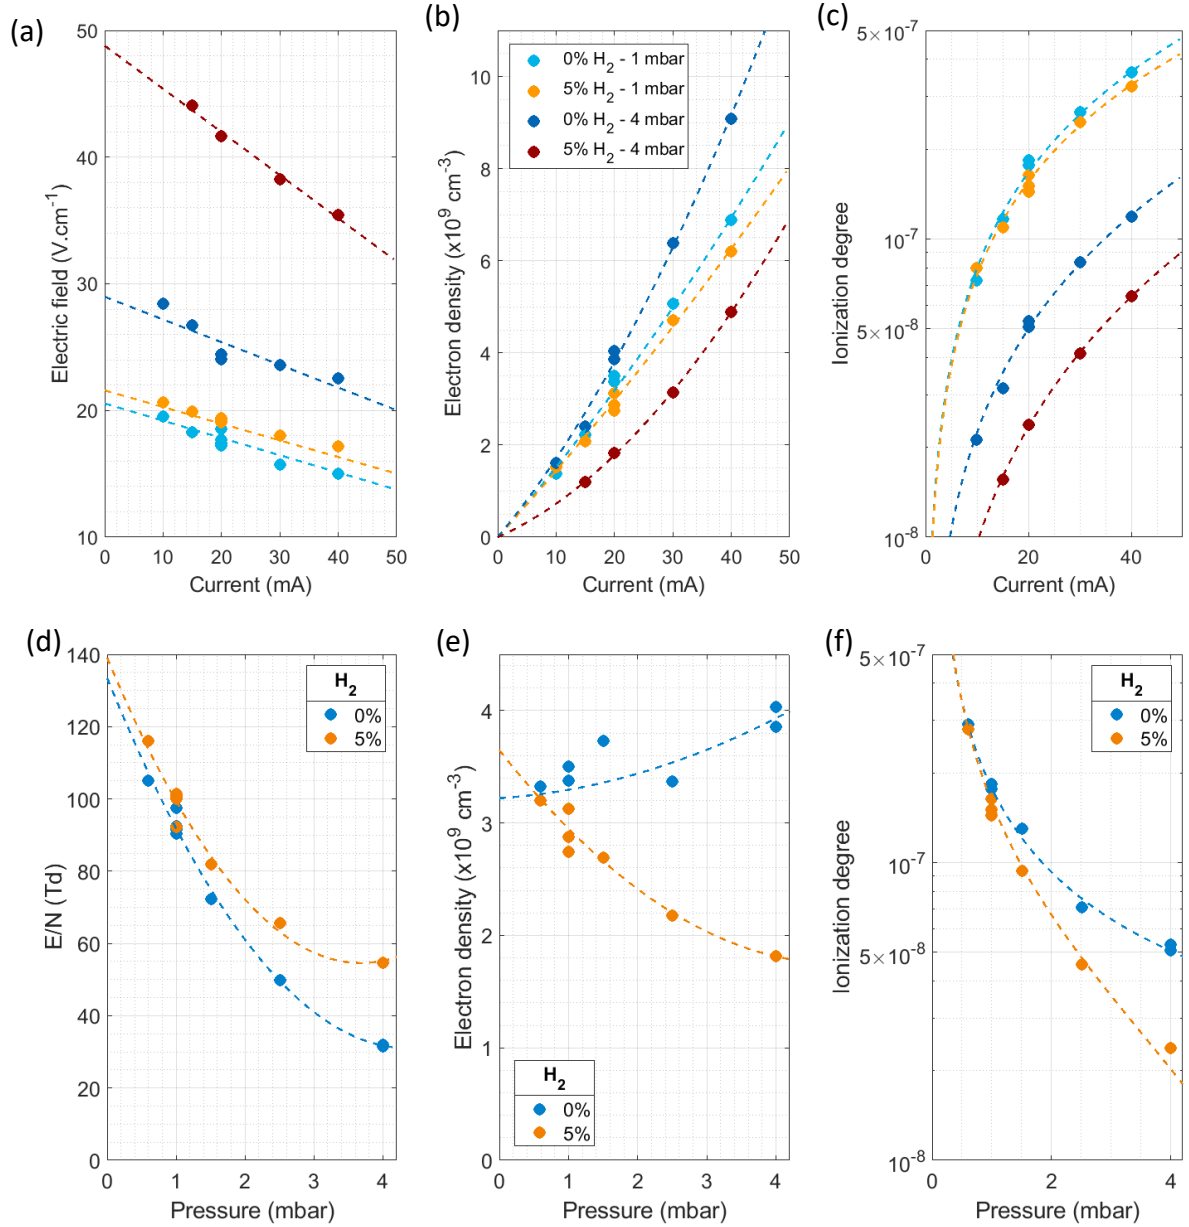 (a)
50
40
30
20
10
Electric field (V.cm⁻¹)
0 10 20 30 40 50
Current (mA)
(b)
10
8
6
4
2
0
Electron density (x10⁹ cm⁻³)
0% H₂ - 1 mbar
5% H₂ - 1 mbar
0% H₂ - 4 mbar
5% H₂ - 4 mbar
0 10 20 30 40 50
Current (mA)
(c)
5×10⁻⁷
10⁻⁷
5×10⁻⁸
10⁻⁸
Ionization degree
0 20 40
Current (mA)
(d)
140
120
100
80
60
40
20
0
E/N (Td)
H₂
0%
5%
0 1 2 3 4
Pressure (mbar)
(e)
4
3
2
1
0
Electron density (x10⁹ cm⁻³)
H₂
0%
5%
0 1 2 3 4
Pressure (mbar)
(f)
5×10⁻⁷
10⁻⁷
5×10⁻⁸
10⁻⁸
Ionization degree
H₂
0%
5%
0 2 4
Pressure (mbar)